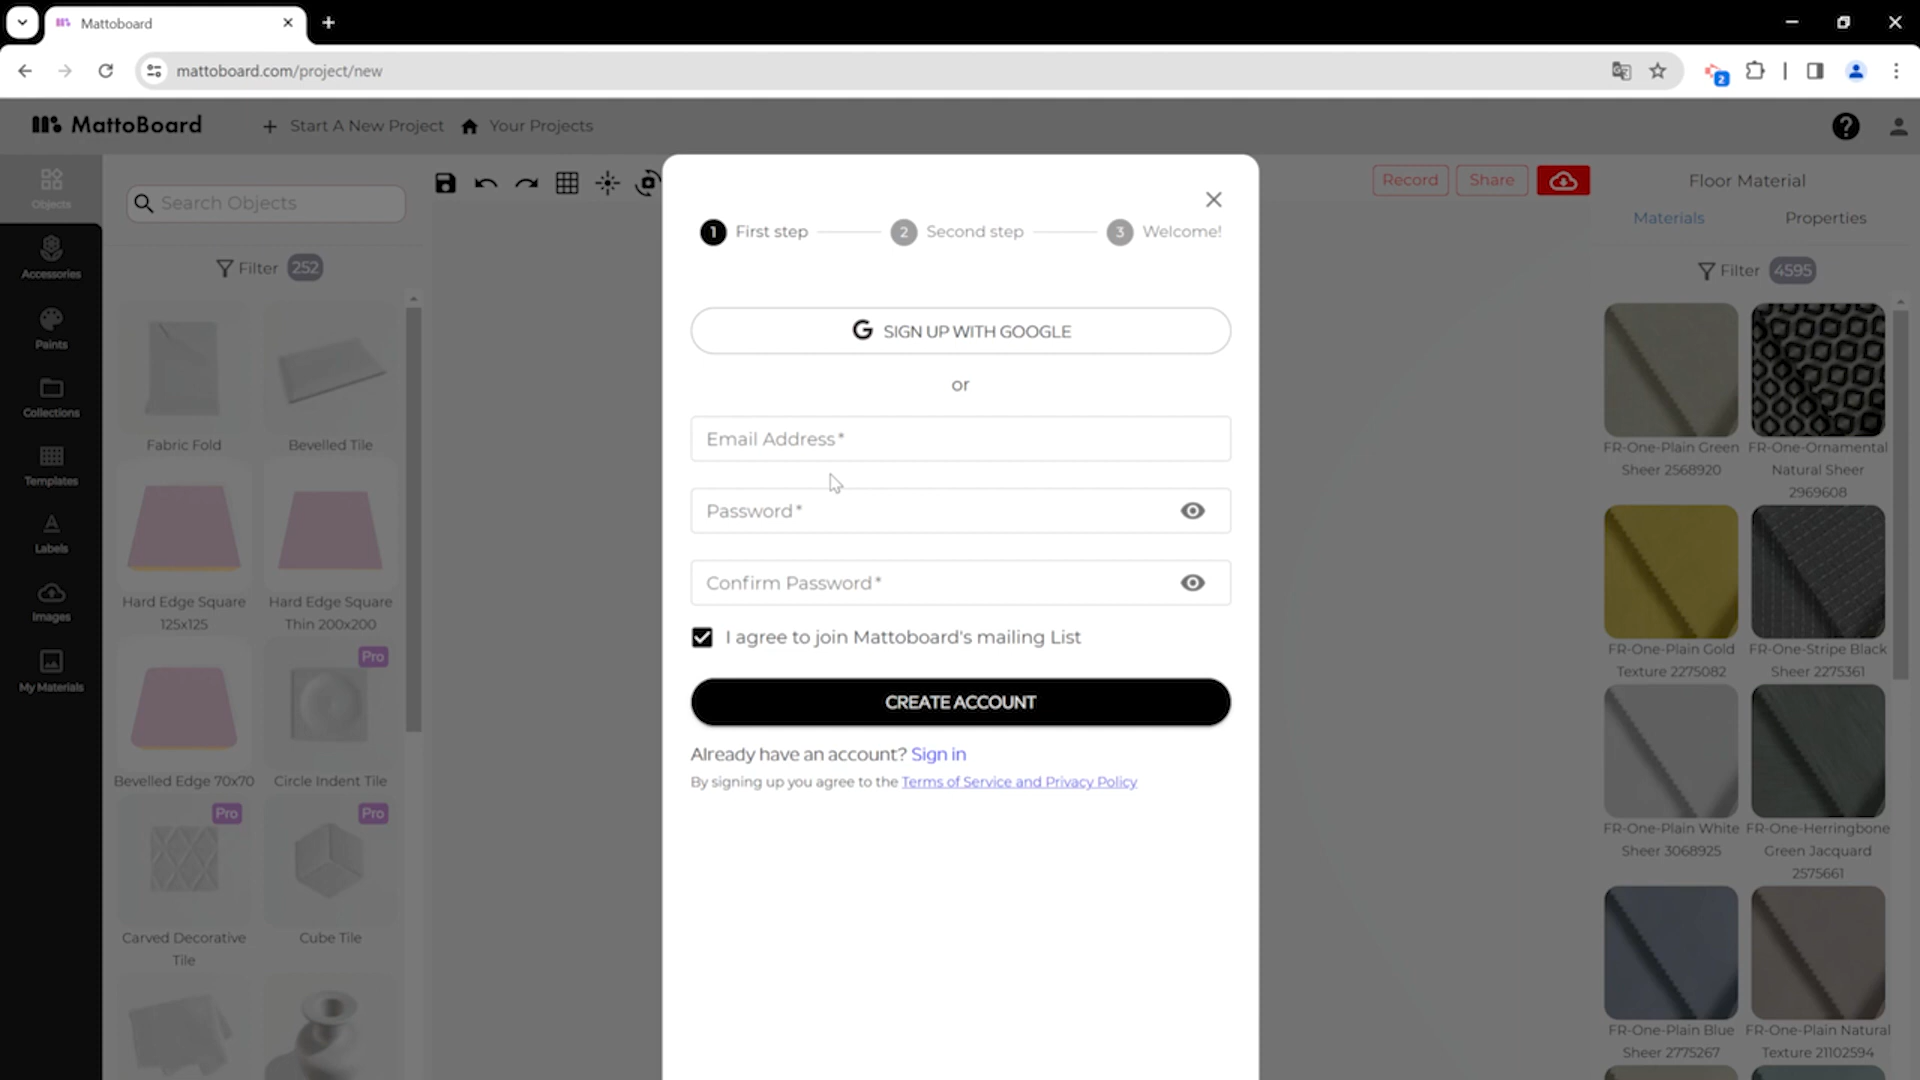 Mattoboard
mattoboard.com/project/new
2
MattoBoard
Start A New Project
Your Projects
Objects
Accessories
Paints
Collections
Templates
Labels
Images
My Materials
Search Objects
Filter 252
Fabric Fold
Bevelled Tile
Hard Edge Square
125x125
Hard Edge Square
Thin 200x200
Bevelled Edge 70x70
Pro
Circle Indent Tile
Pro
Carved Decorative
Tile
Pro
Cube Tile
1 First step
2 Second step
3 Welcome!
G SIGN UP WITH GOOGLE
or
Email Address*
Password*
Confirm Password*
I agree to join Mattoboard's mailing List
CREATE ACCOUNT
Already have an account? Sign in
By signing up you agree to the Terms of Service and Privacy Policy
Record
Share
Floor Material
Materials
Properties
Filter 4595
FR-One-Plain Green
Sheer 2568920
FR-One-Ornamental
Natural Sheer
2969608
FR-One-Plain Gold
Texture 2275082
FR-One-Stripe Black
Sheer 2275361
FR-One-Plain White
Sheer 3068925
FR-One-Herringbone
Green Jacquard
2575661
FR-One-Plain Blue
Sheer 2775267
FR-One-Plain Natural
Texture 21102594